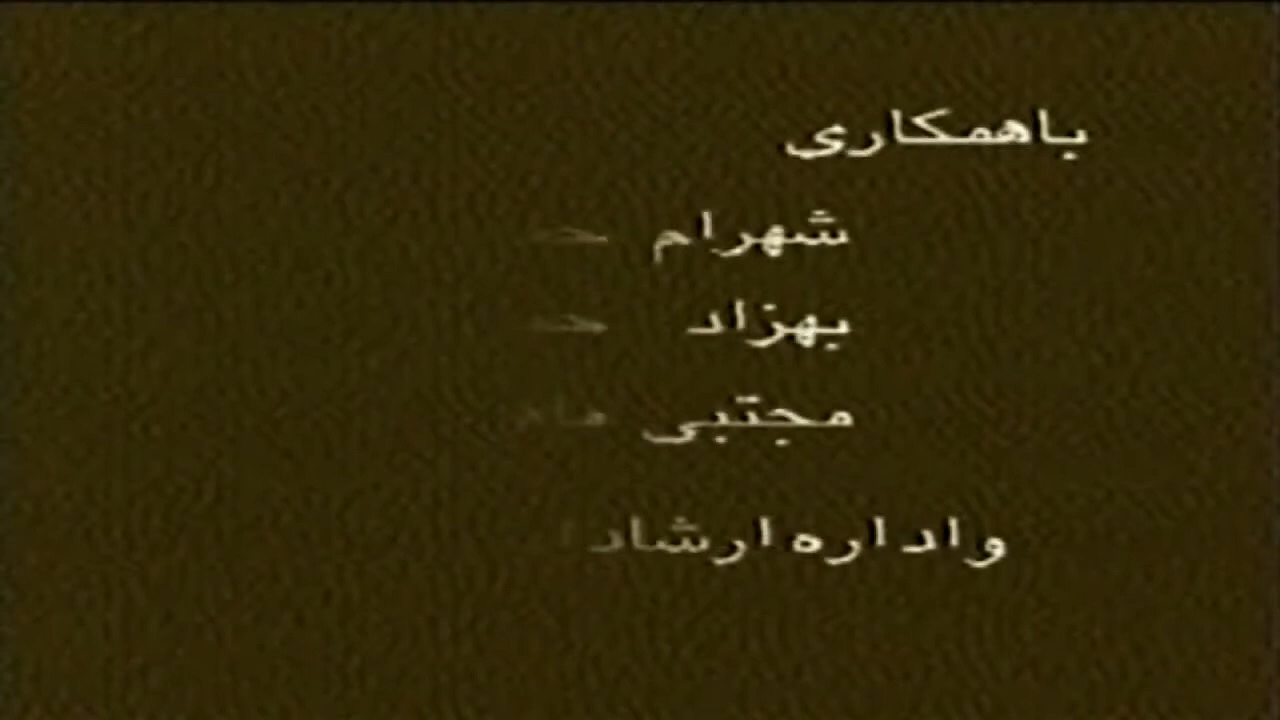 باهمکاری
شهرام
بهزاد
مجتبی
واداره ارشاد